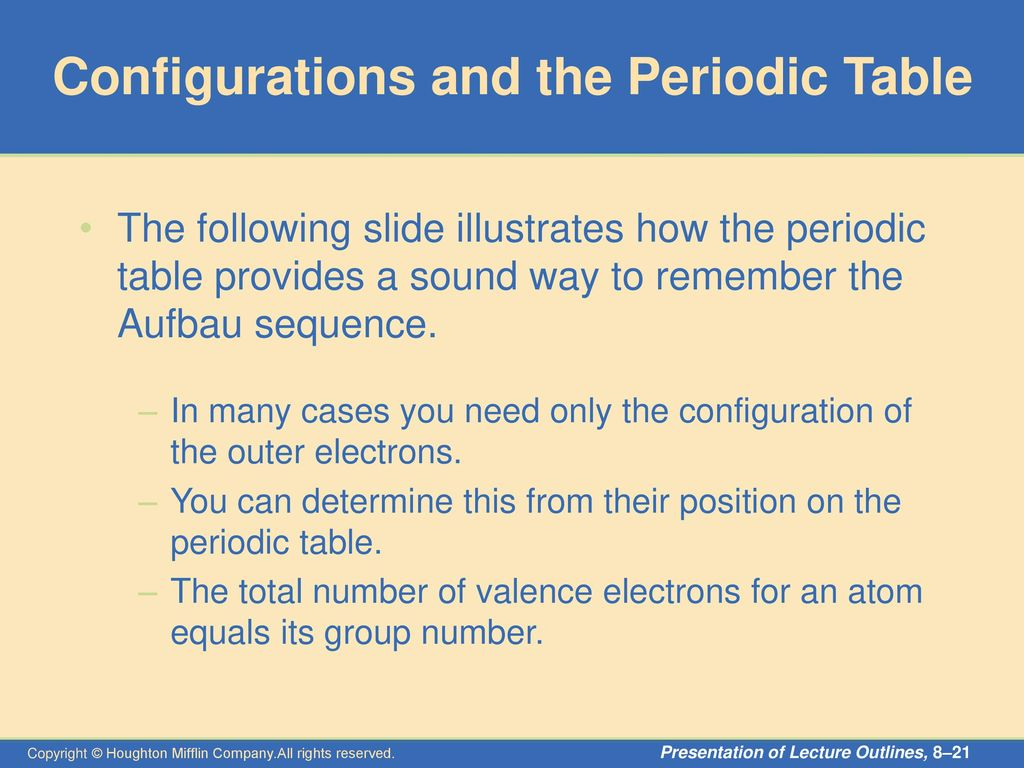 Configurations and the Periodic Table
• The following slide illustrates how the periodic
table provides a sound way to remember the
Aufbau sequence.
– In many cases you need only the configuration of
the outer electrons.
– You can determine this from their position on the
periodic table.
– The total number of valence electrons for an atom
equals its group number.
Copyright © Houghton Mifflin Company.All rights reserved.
Presentation of Lecture Outlines, 8–21